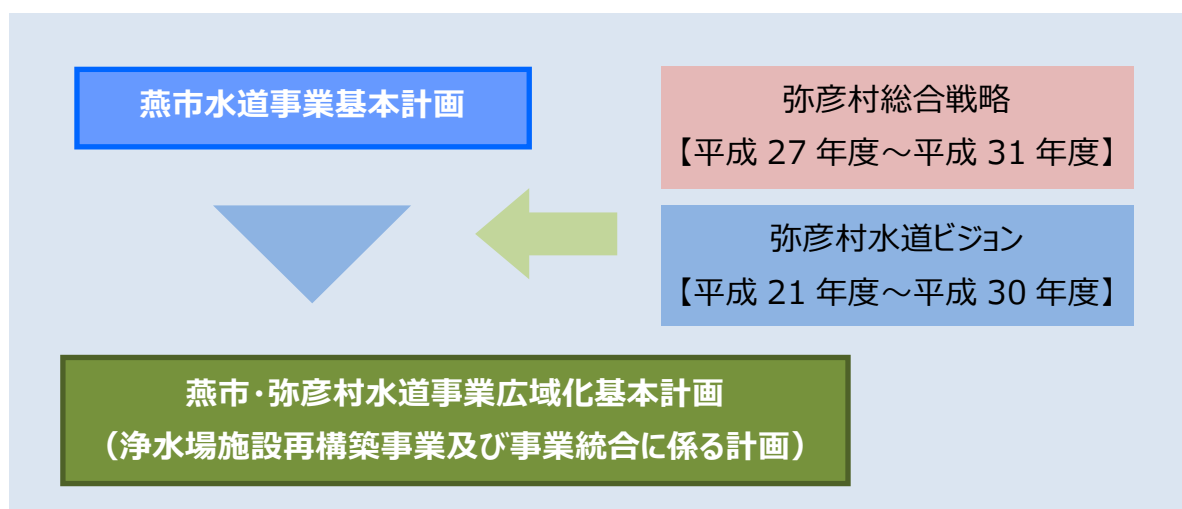 燕市水道事業基本計画
弥彦村総合戦略
【平成 27 年度～平成 31 年度】
弥彦村水道ビジョン
【平成 21 年度～平成 30 年度】
燕市・弥彦村水道事業広域化基本計画
（浄水場施設再構築事業及び事業統合に係る計画）